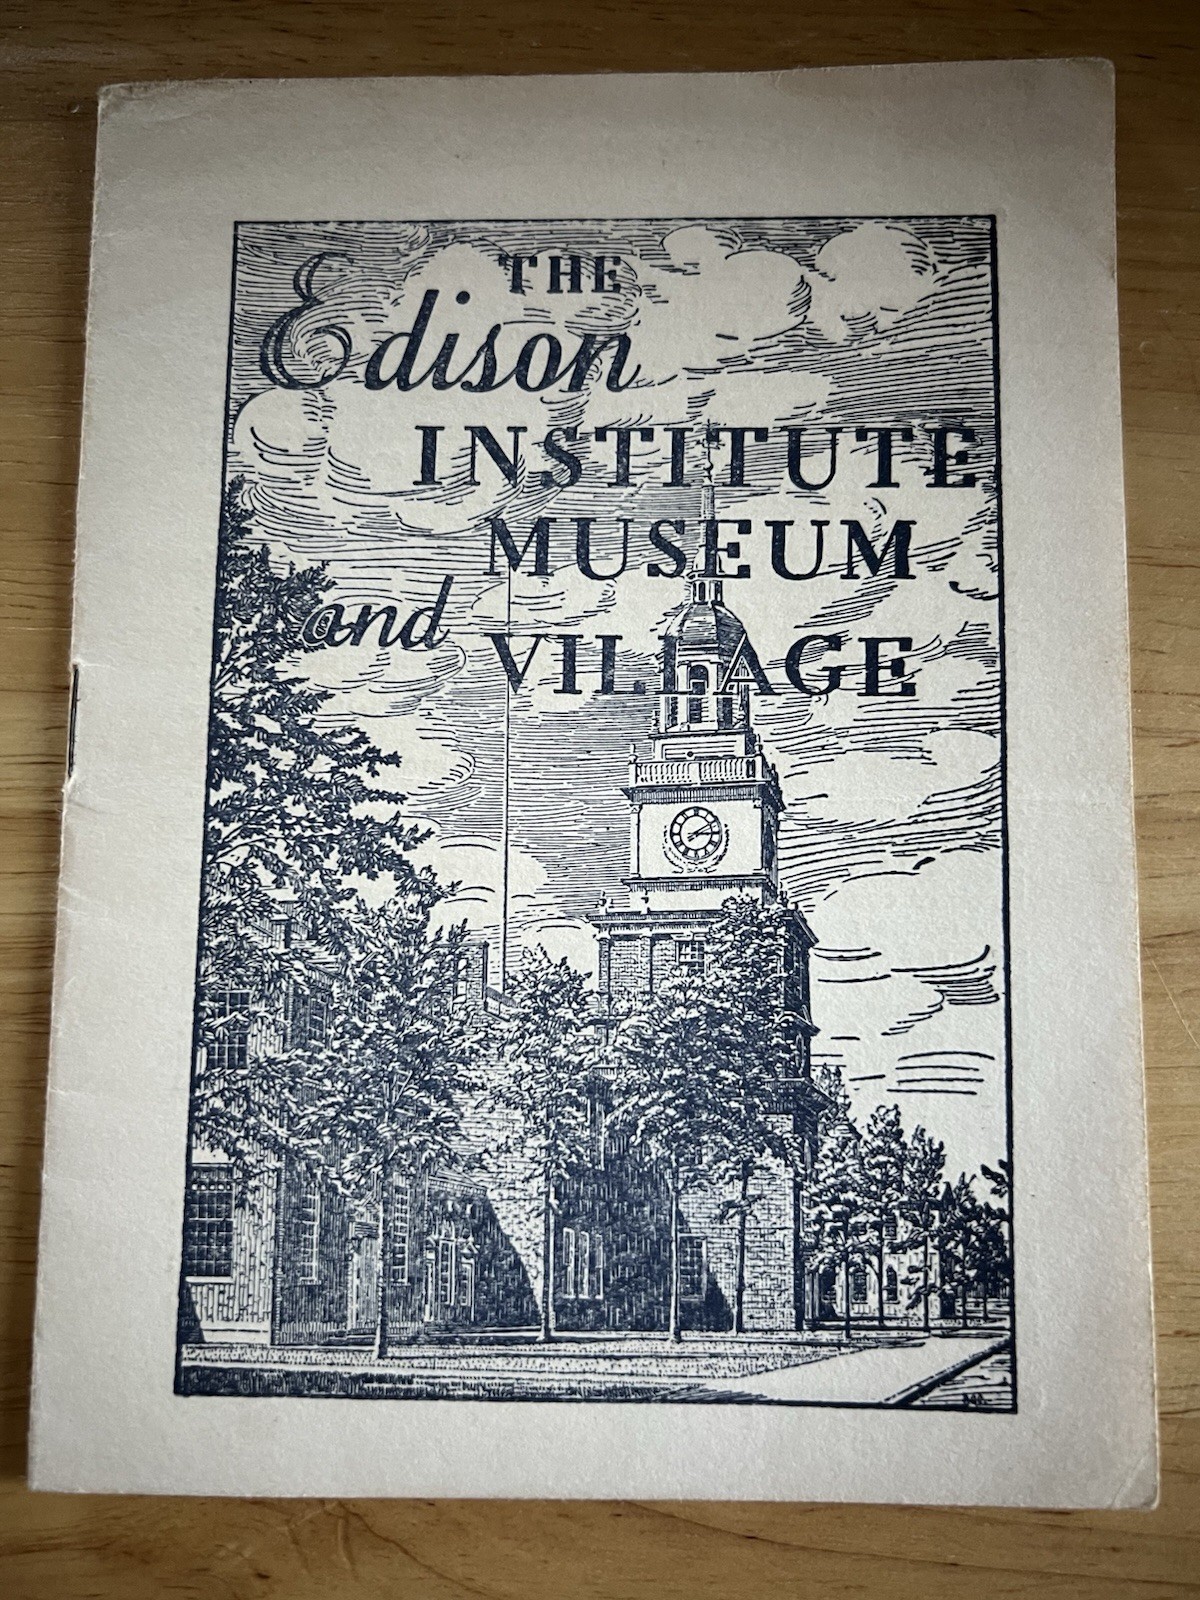 THE
Edison
INSTITUTE
MUSEUM
and VILLAGE